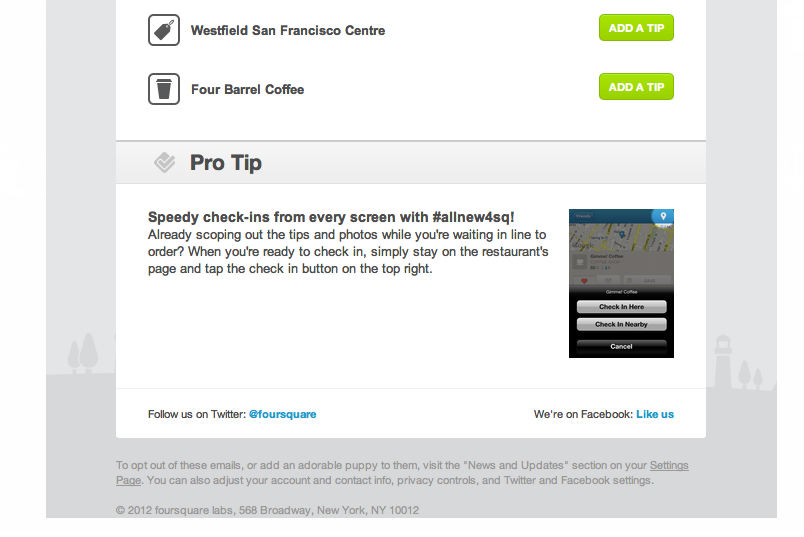 Westfield San Francisco Centre
ADD A TIP
Four Barrel Coffee
ADD A TIP
Pro Tip
Speedy check-ins from every screen with #allnew4sq!
Already scoping out the tips and photos while you're waiting in line to
order? When you're ready to check in, simply stay on the restaurant's
page and tap the check in button on the top right.
Gimme! Coffee
Gimme! Coffee
Check In Here
Check In Nearby
Cancel
Follow us on Twitter: @foursquare
We're on Facebook: Like us
To opt out of these emails, or add an adorable puppy to them, visit the "News and Updates" section on your Settings
Page. You can also adjust your account and contact info, privacy controls, and Twitter and Facebook settings.
© 2012 foursquare labs, 568 Broadway, New York, NY 10012